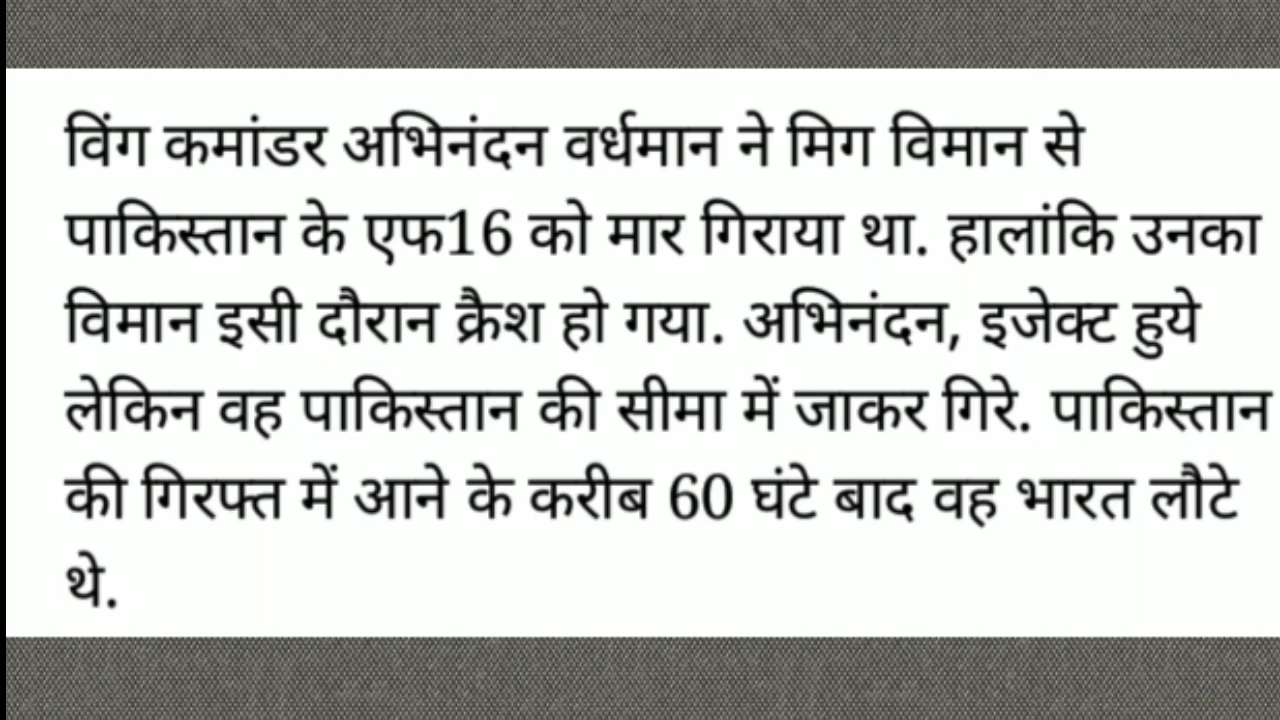 विंग कमांडर अभिनंदन वर्धमान ने मिग विमान से
पाकिस्तान के एफ16 को मार गिराया था. हालांकि उनका
विमान इसी दौरान क्रैश हो गया. अभिनंदन, इजेक्ट हुये
लेकिन वह पाकिस्तान की सीमा में जाकर गिरे. पाकिस्तान
की गिरफ्त में आने के करीब 60 घंटे बाद वह भारत लौटे
थे.